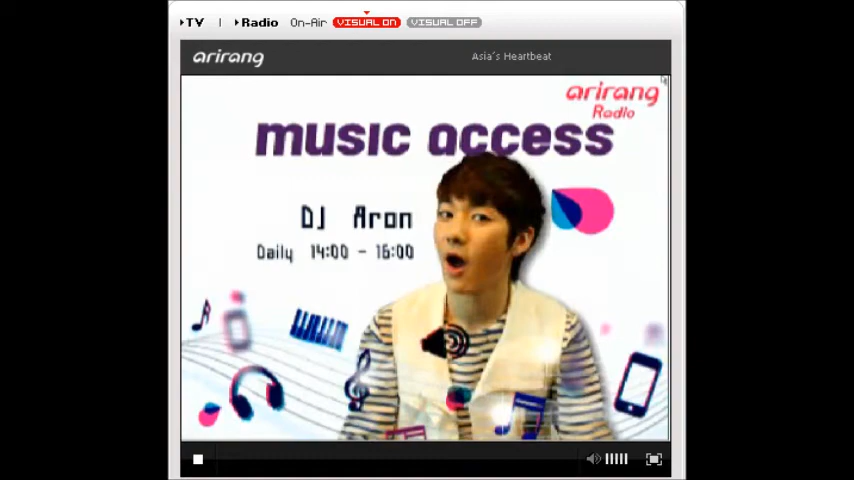 TV | Radio On-Air VISUAL ON VISUAL OFF
arirang Asia's Heartbeat
arirang
Radio
music access
DJ Aron
Daily 14:00 - 16:00